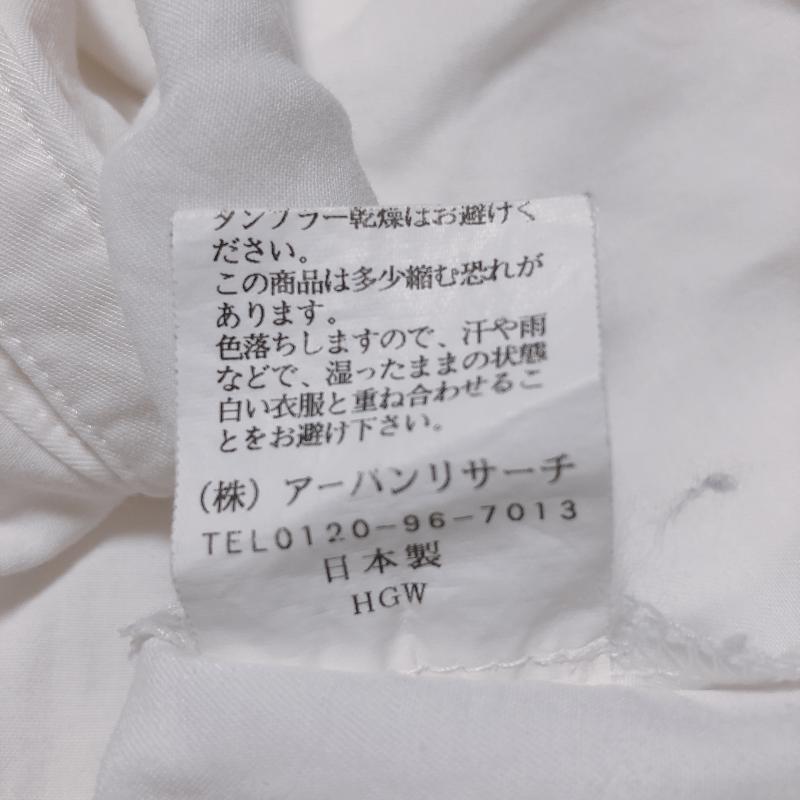 タンブラー乾燥はお避けく
ださい。
この商品は多少縮む恐れが
あります。
色落ちしますので、汗や雨
などで、湿ったままの状態
白い衣服と重ね合わせるこ
とをお避け下さい。
（株）アーバンリサーチ
TEL0120-96-7013
日本製
HGW